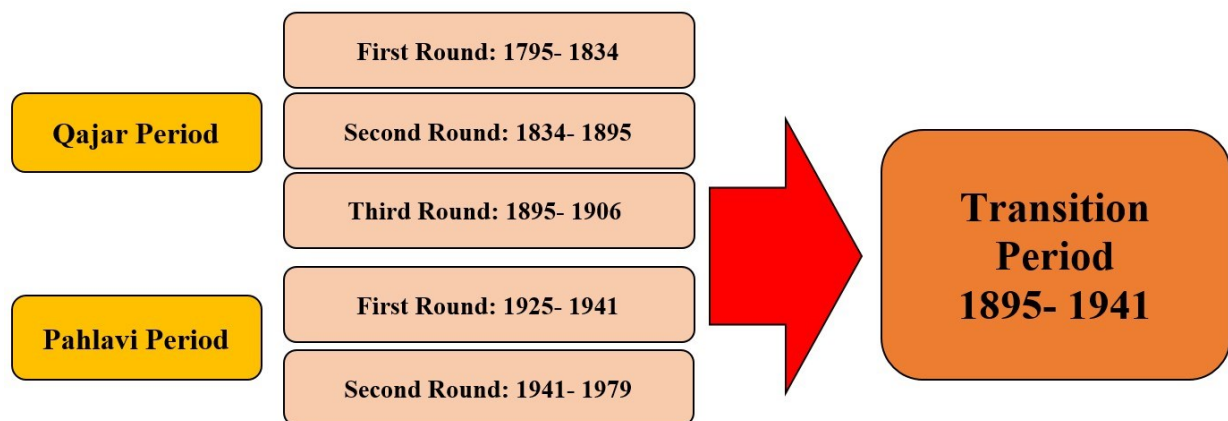 Qajar Period
First Round: 1795- 1834
Second Round: 1834- 1895
Third Round: 1895- 1906
Pahlavi Period
First Round: 1925- 1941
Second Round: 1941- 1979
Transition
Period
1895- 1941